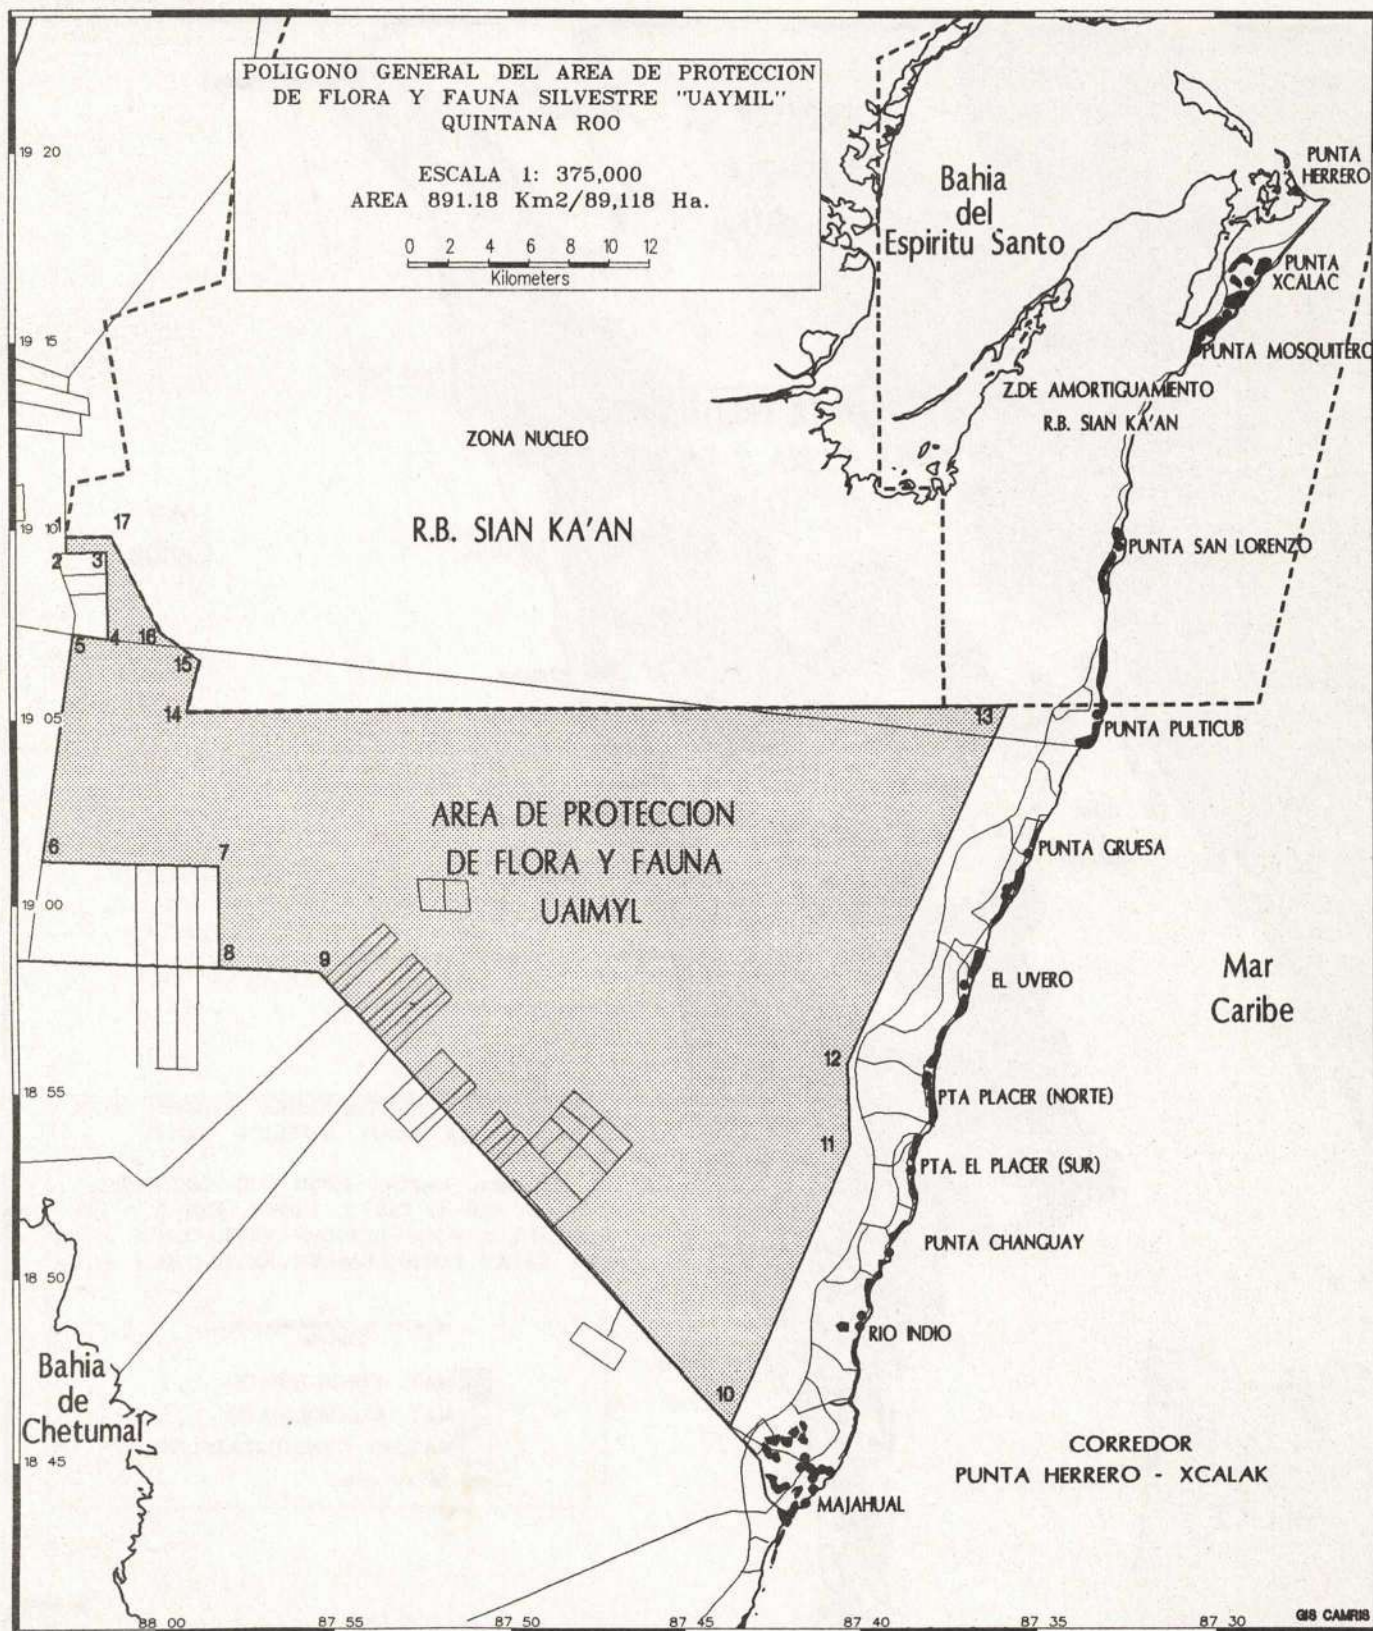 POLIGONO GENERAL DEL AREA DE PROTECCION
DE FLORA Y FAUNA SILVESTRE "UAYMIL"
QUINTANA ROO
ESCALA 1: 375,000
AREA 891.18 Km2/89,118 Ha.
0 2 4 6 8 10 12
Kilometers
19 20
19 15
19 10
19 05
19 00
18 55
18 50
18 45
Bahia
del
Espiritu Santo
PUNTA
HERRERO
PUNTA
XCALAC
PUNTA MOSQUITERO
Z.DE AMORTIGUAMIENTO
R.B. SIAN KA'AN
ZONA NUCLEO
R.B. SIAN KA'AN
PUNTA SAN LORENZO
1
17
2
3
5
4
16
15
14
13
PUNTA PULTICUB
AREA DE PROTECCION
DE FLORA Y FAUNA
UAIMYL
6
7
PUNTA GRUESA
8
9
EL UVERO
Mar
Caribe
12
PTA PLACER (NORTE)
11
PTA. EL PLACER (SUR)
PUNTA CHANGUAY
RIO INDIO
Bahia
de
Chetumal
10
CORREDOR
PUNTA HERRERO - XCALAK
MAJAHUAL
88 00
87 55
87 50
87 45
87 40
87 35
87 30
GIS CAMRIS